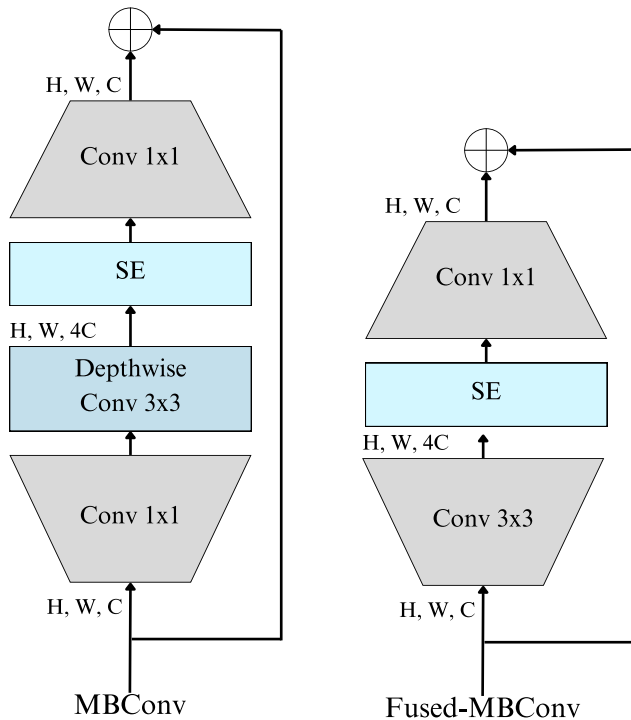 H, W, C
Conv 1x1
SE
H, W, 4C
Depthwise
Conv 3x3
Conv 1x1
H, W, C
MBConv
H, W, C
Conv 1x1
SE
H, W, 4C
Conv 3x3
H, W, C
Fused-MBConv